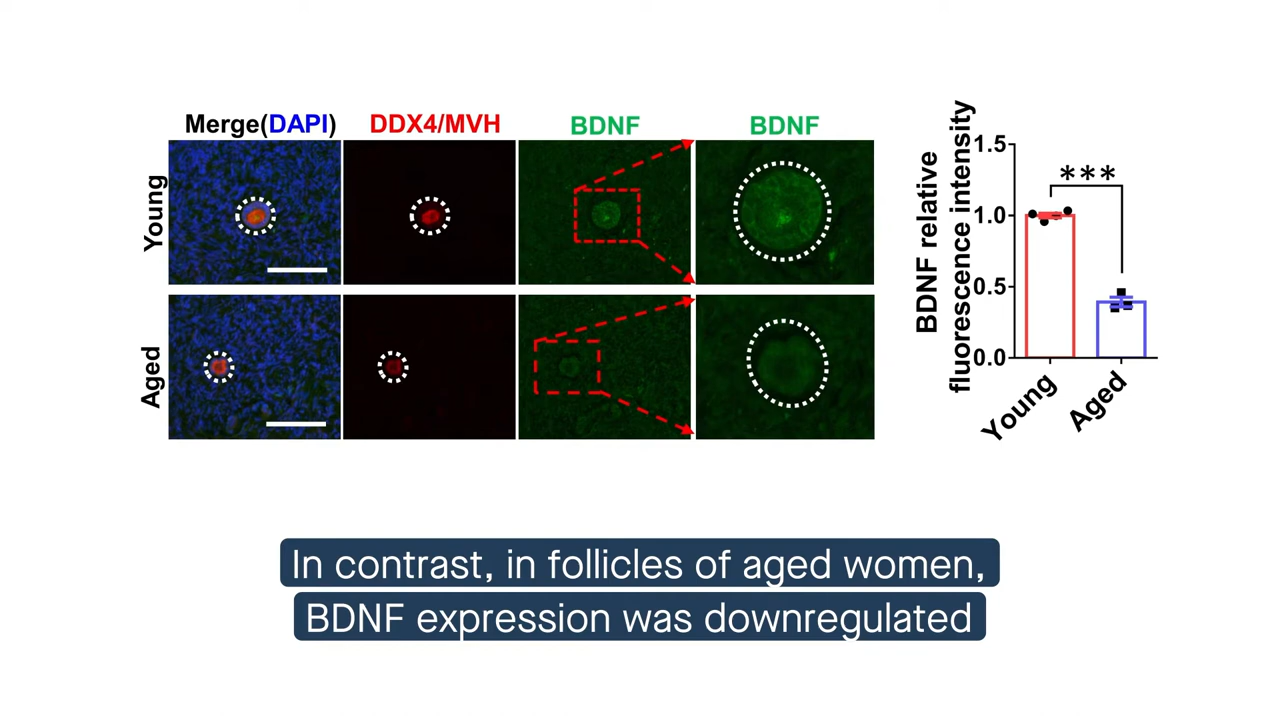 Merge(DAPI)
DDX4/MVH
BDNF
BDNF
Young
Aged
BDNF relative
fluorescence intensity
1.5
1.0
0.5
0.0
***
Young
Aged
In contrast, in follicles of aged women,
BDNF expression was downregulated